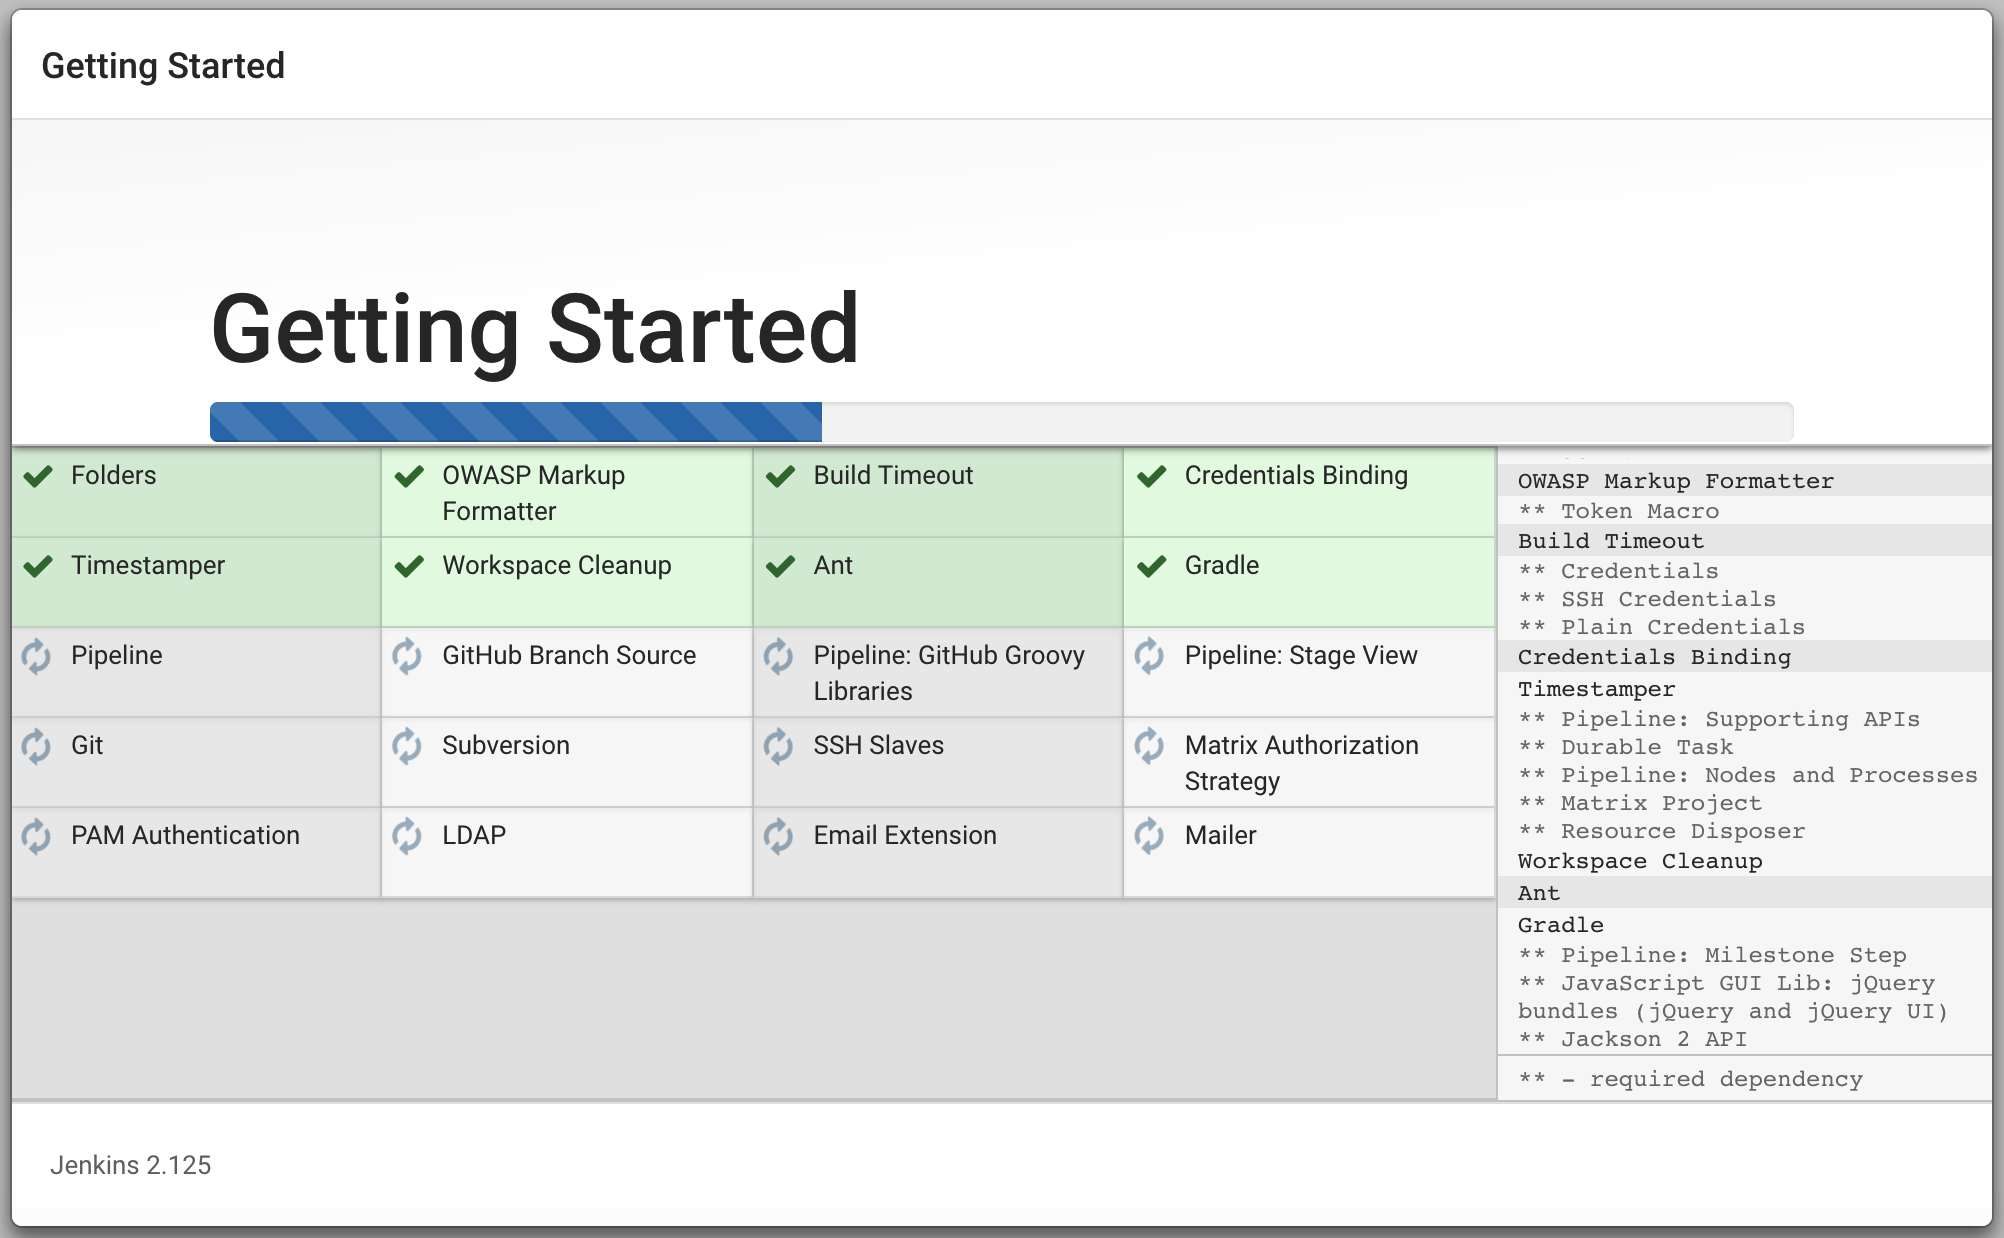 Getting Started
Getting Started
Folders
OWASP Markup
Formatter
Build Timeout
Credentials Binding
Timestamper
Workspace Cleanup
Ant
Gradle
Pipeline
GitHub Branch Source
Pipeline: GitHub Groovy
Libraries
Pipeline: Stage View
Git
Subversion
SSH Slaves
Matrix Authorization
Strategy
PAM Authentication
LDAP
Email Extension
Mailer
OWASP Markup Formatter
** Token Macro
Build Timeout
** Credentials
** SSH Credentials
** Plain Credentials
Credentials Binding
Timestamper
** Pipeline: Supporting APIs
** Durable Task
** Pipeline: Nodes and Processes
** Matrix Project
** Resource Disposer
Workspace Cleanup
Ant
Gradle
** Pipeline: Milestone Step
** JavaScript GUI Lib: jQuery
bundles (jQuery and jQuery UI)
** Jackson 2 API
** - required dependency
Jenkins 2.125